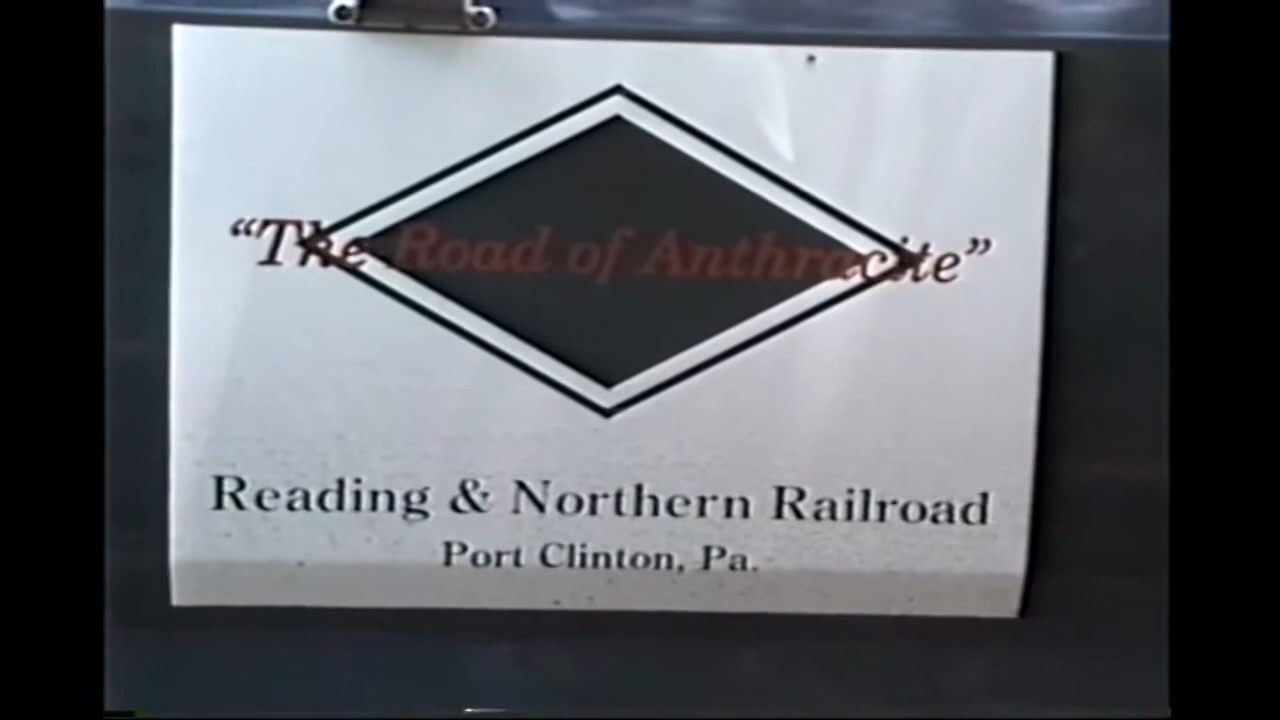 “The Road of Anthracite”
Reading & Northern Railroad
Port Clinton, Pa.